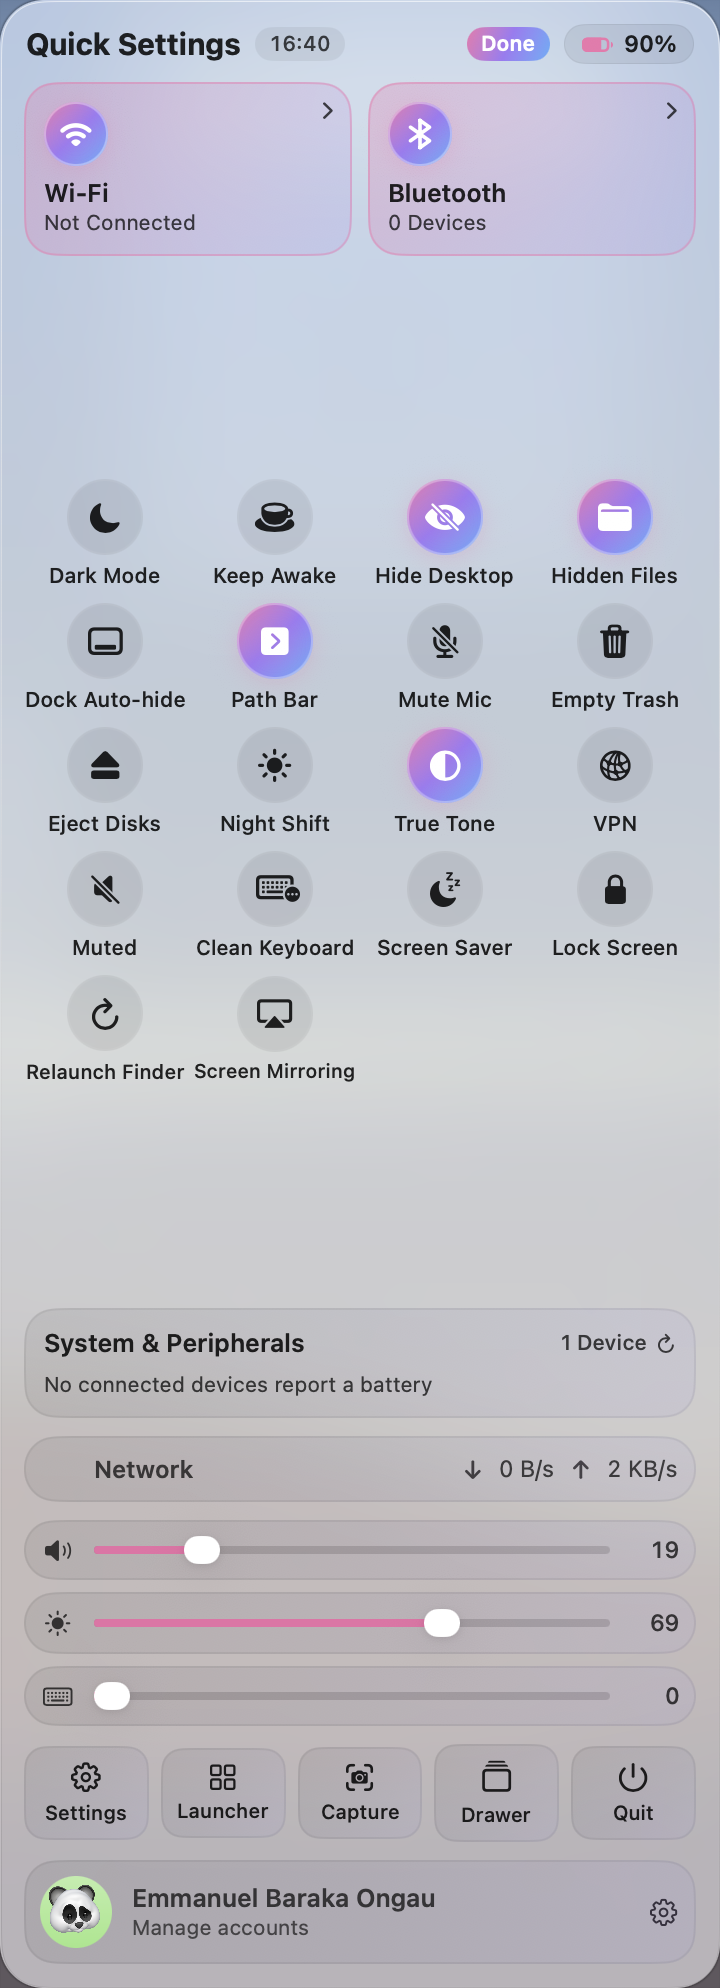 Quick Settings 16:40 Done 90%
Wi-Fi
Not Connected
Bluetooth
0 Devices
Dark Mode Keep Awake Hide Desktop Hidden Files
Dock Auto-hide Path Bar Mute Mic Empty Trash
Eject Disks Night Shift True Tone VPN
Muted Clean Keyboard Screen Saver Lock Screen
Relaunch Finder Screen Mirroring
System & Peripherals 1 Device
No connected devices report a battery
Network ↓ 0 B/s ↑ 2 KB/s
19
69
0
Settings Launcher Capture Drawer Quit
Emmanuel Baraka Ongau
Manage accounts